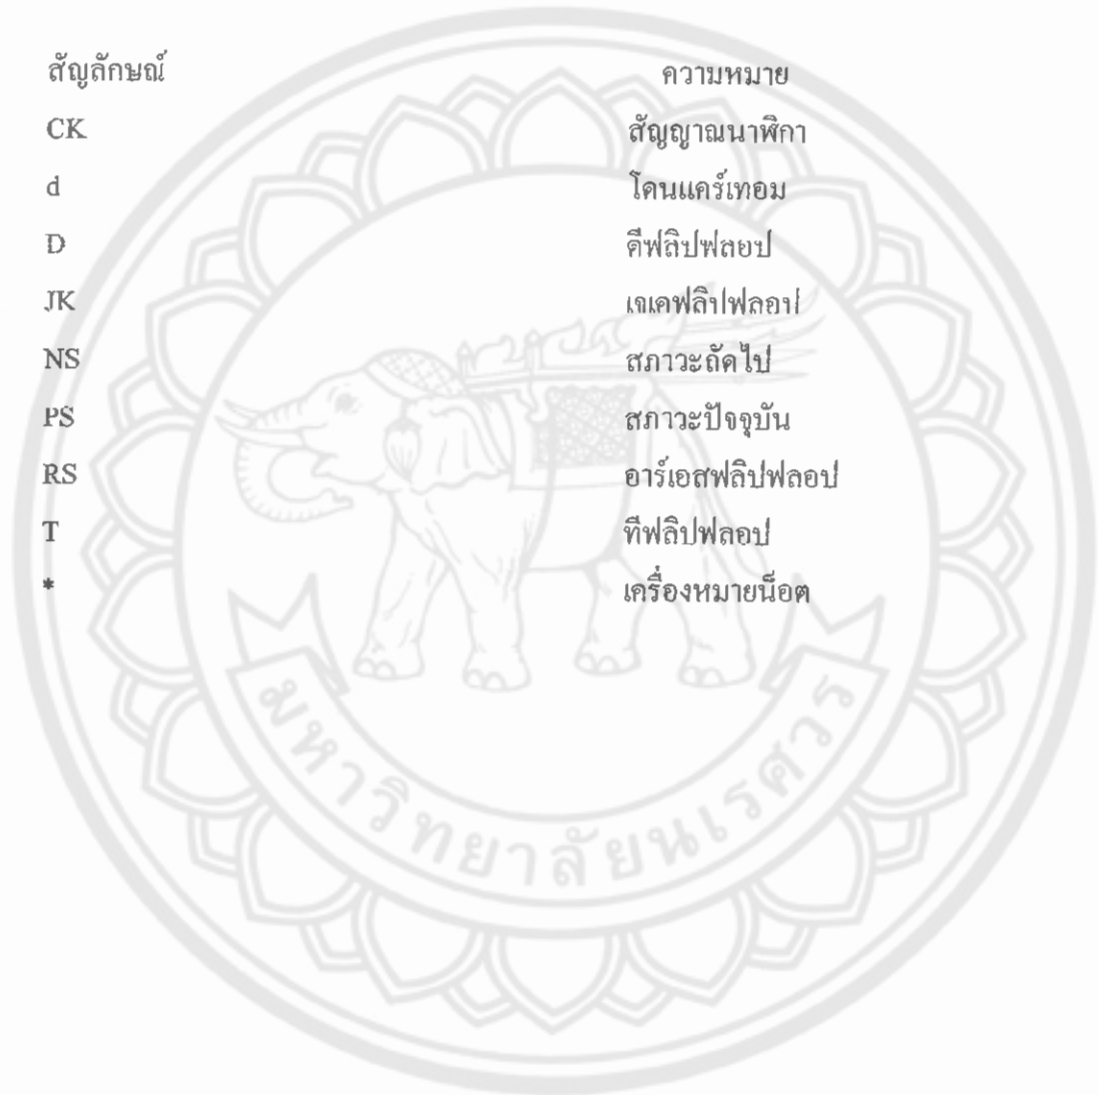 สัญลักษณ์ ความหมาย
CK สัญญาณนาฬิกา
d โดนแคร์เทอม
D ดีฟลิปฟลอป
JK เจเคฟลิปฟลอป
NS สภาวะถัดไป
PS สภาวะปัจจุบัน
RS อาร์เอสฟลิปฟลอป
T ทีฟลิปฟลอป
* เครื่องหมายน็อต
มหาวิทยาลัยนเรศวร